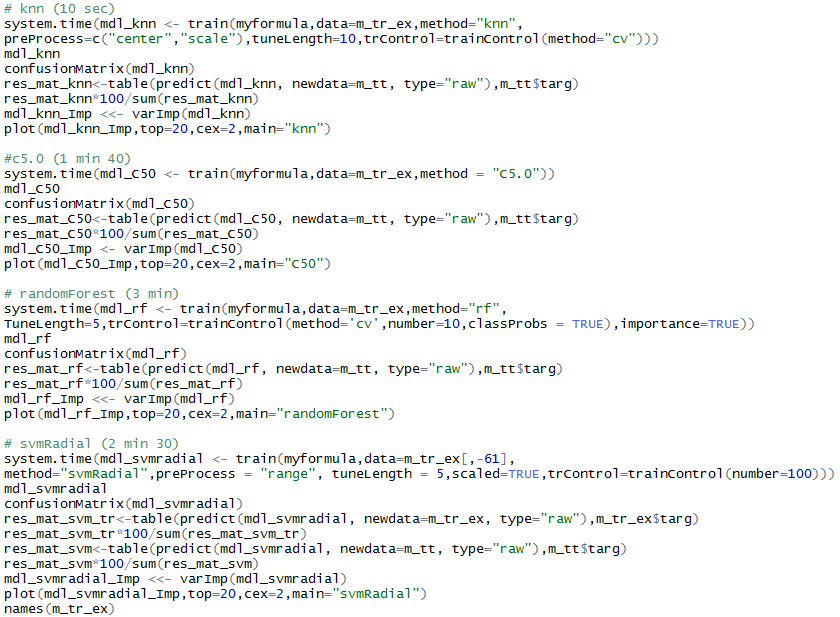 # knn (10 sec)
system.time(mdl_knn <- train(myformula,data=m_tr_ex,method="knn",
preProcess=c("center","scale"),tuneLength=10,trControl=trainControl(method="cv")))
mdl_knn
confusionMatrix(mdl_knn)
res_mat_knn<-table(predict(mdl_knn, newdata=m_tt, type="raw"),m_tt$targ)
res_mat_knn*100/sum(res_mat_knn)
mdl_knn_Imp <<- varImp(mdl_knn)
plot(mdl_knn_Imp,top=20,cex=2,main="knn")
#c5.0 (1 min 40)
system.time(mdl_C50 <- train(myformula,data=m_tr_ex,method = "C5.0"))
mdl_C50
confusionMatrix(mdl_C50)
res_mat_C50<-table(predict(mdl_C50, newdata=m_tt, type="raw"),m_tt$targ)
res_mat_C50*100/sum(res_mat_C50)
mdl_C50_Imp <- varImp(mdl_C50)
plot(mdl_C50_Imp,top=20,cex=2,main="C50")
# randomForest (3 min)
system.time(mdl_rf <- train(myformula,data=m_tr_ex,method="rf",
TuneLength=5,trControl=trainControl(method='cv',number=10,classProbs = TRUE),importance=TRUE))
mdl_rf
confusionMatrix(mdl_rf)
res_mat_rf<-table(predict(mdl_rf, newdata=m_tt, type="raw"),m_tt$targ)
res_mat_rf*100/sum(res_mat_rf)
mdl_rf_Imp <<- varImp(mdl_rf)
plot(mdl_rf_Imp,top=20,cex=2,main="randomForest")
# svmRadial (2 min 30)
system.time(mdl_svmradial <- train(myformula,data=m_tr_ex[,-61],
method="svmRadial",preProcess = "range", tuneLength = 5,scaled=TRUE,trControl=trainControl(number=100)))
mdl_svmradial
confusionMatrix(mdl_svmradial)
res_mat_svm_tr<-table(predict(mdl_svmradial, newdata=m_tr_ex, type="raw"),m_tr_ex$targ)
res_mat_svm_tr*100/sum(res_mat_svm_tr)
res_mat_svm<-table(predict(mdl_svmradial, newdata=m_tt, type="raw"),m_tt$targ)
res_mat_svm*100/sum(res_mat_svm)
mdl_svmradial_Imp <<- varImp(mdl_svmradial)
plot(mdl_svmradial_Imp,top=20,cex=2,main="svmRadial")
names(m_tr_ex)